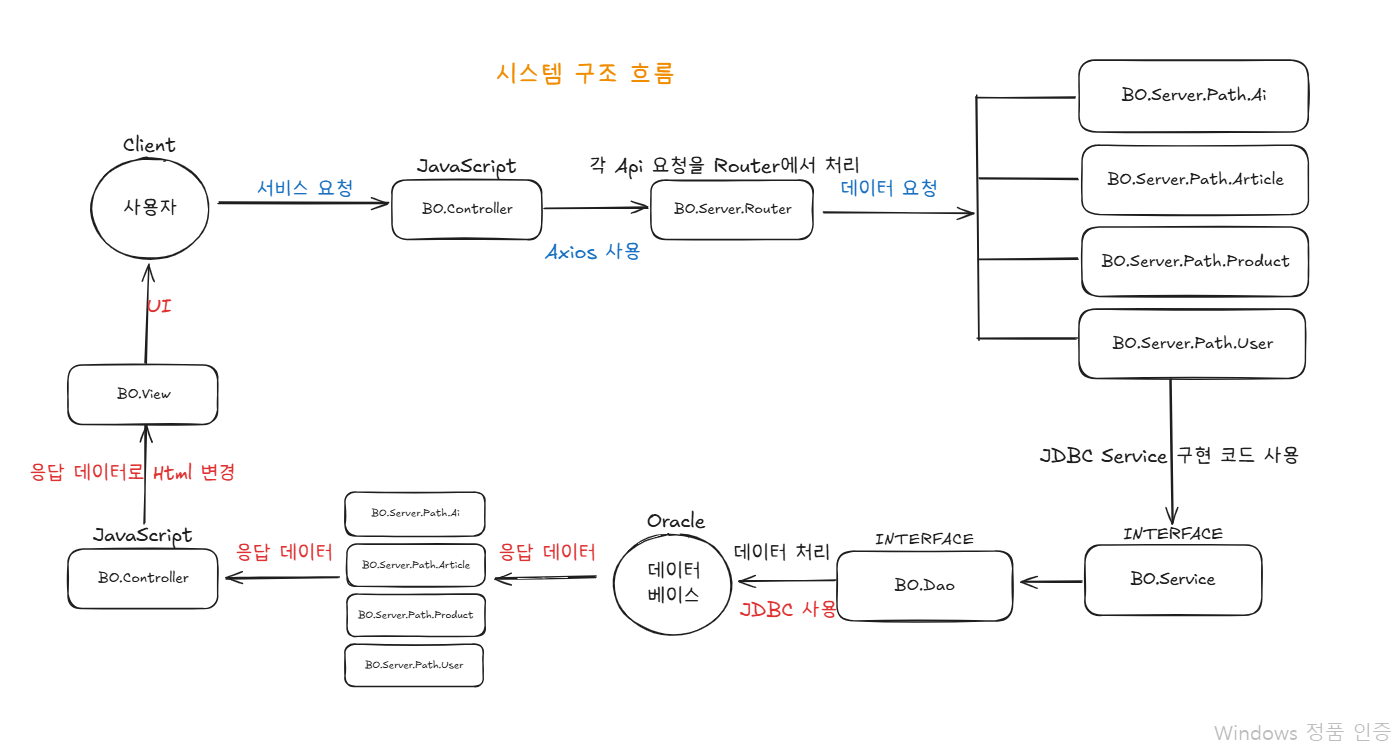 시스템 구조 흐름
Client
사용자
서비스 요청
JavaScript
BO.Controller
Axios 사용
각 Api 요청을 Router에서 처리
BO.Server.Router
데이터 요청
BO.Server.Path.Ai
BO.Server.Path.Article
BO.Server.Path.Product
BO.Server.Path.User
JDBC Service 구현 코드 사용
INTERFACE
BO.Service
INTERFACE
BO.Dao
데이터 처리
JDBC 사용
Oracle
데이터
베이스
응답 데이터
BO.Server.Path.Ai
BO.Server.Path.Article
BO.Server.Path.Product
BO.Server.Path.User
응답 데이터
JavaScript
BO.Controller
응답 데이터로 Html 변경
BO.View
UI
Windows 정품 인증